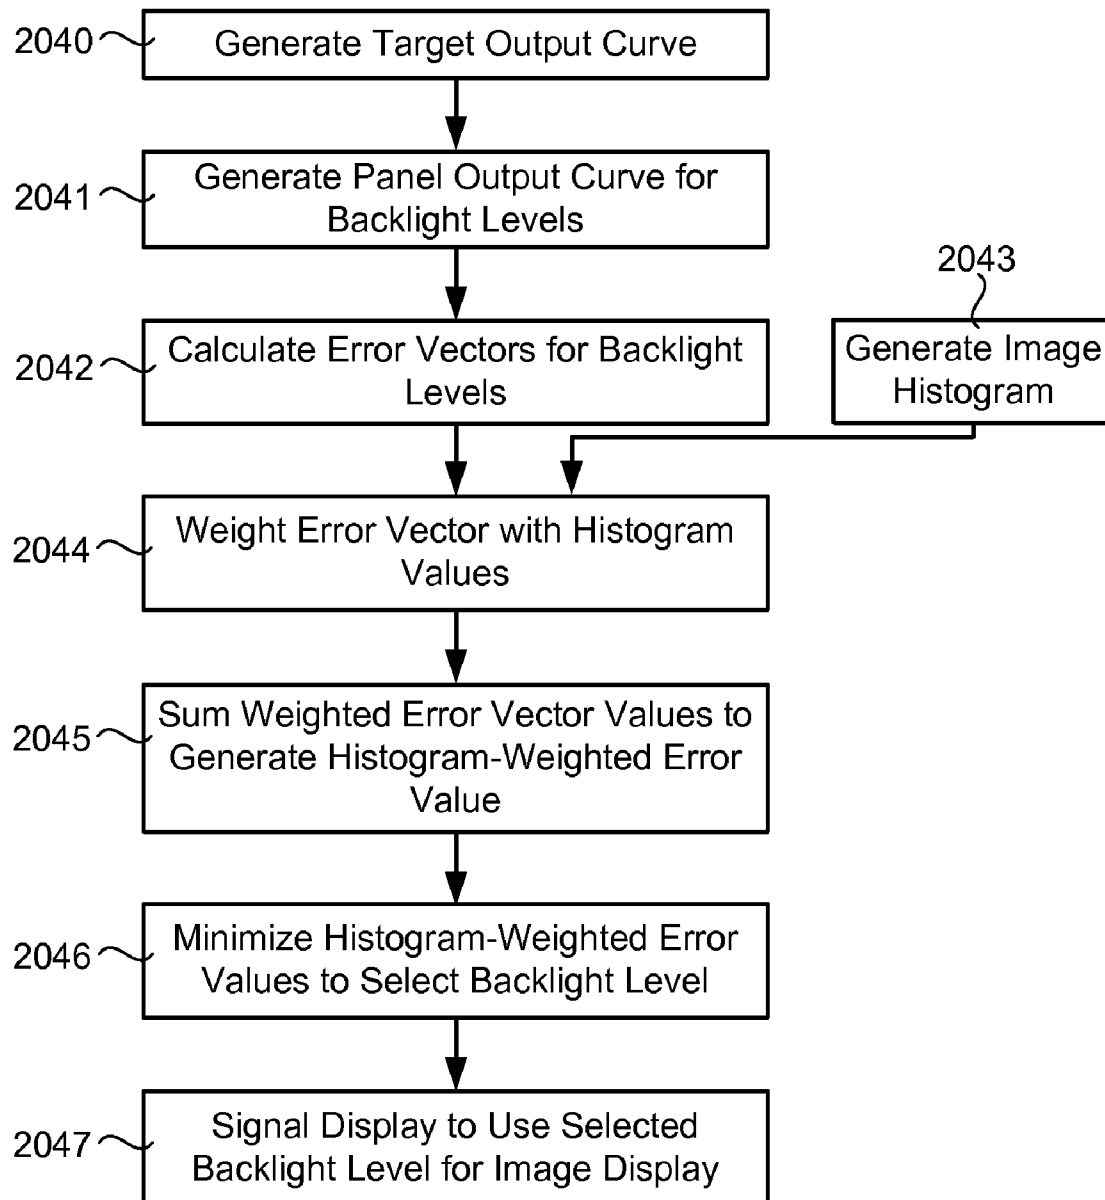 2040
Generate Target Output Curve
2041
Generate Panel Output Curve for
Backlight Levels
2043
2042
Calculate Error Vectors for Backlight
Levels
Generate Image
Histogram
2044
Weight Error Vector with Histogram
Values
2045
Sum Weighted Error Vector Values to
Generate Histogram-Weighted Error
Value
2046
Minimize Histogram-Weighted Error
Values to Select Backlight Level
2047
Signal Display to Use Selected
Backlight Level for Image Display